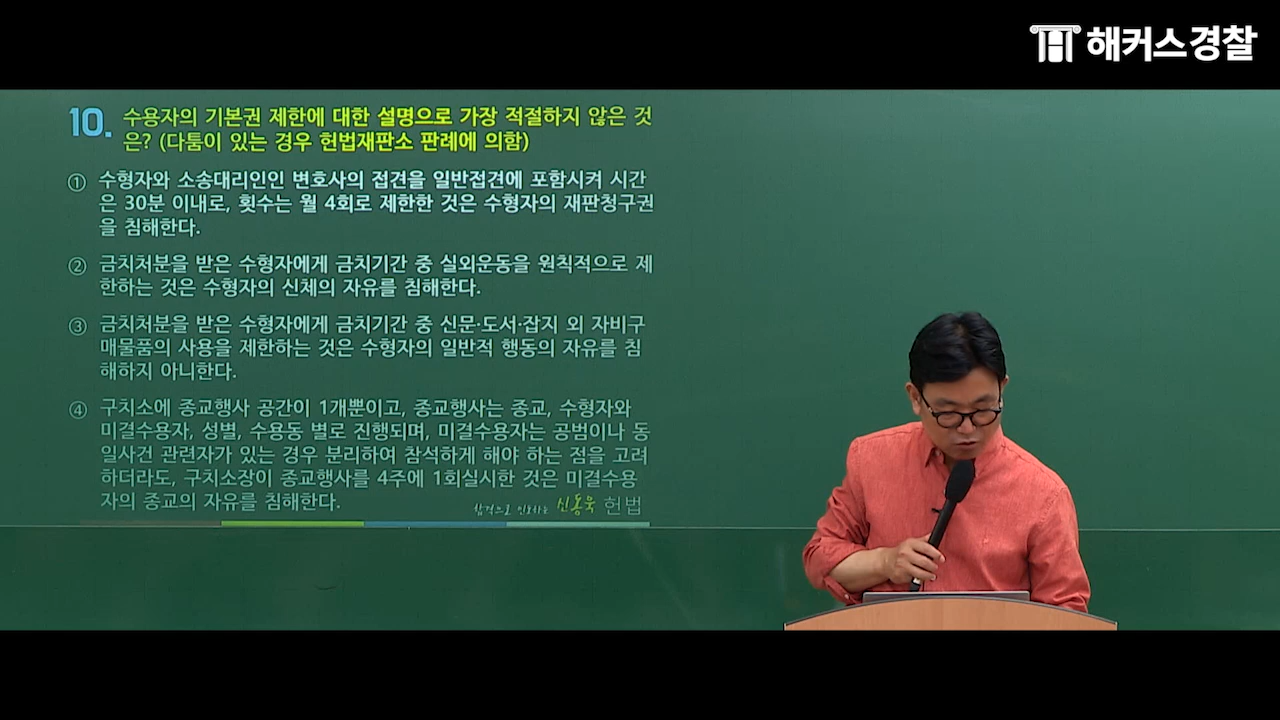 해커스경찰
10. 수용자의 기본권 제한에 대한 설명으로 가장 적절하지 않은 것
은? (다툼이 있는 경우 헌법재판소 판례에 의함)
① 수형자와 소송대리인인 변호사의 접견을 일반접견에 포함시켜 시간
은 30분 이내로, 횟수는 월 4회로 제한한 것은 수형자의 재판청구권
을 침해한다.
② 금치처분을 받은 수형자에게 금치기간 중 실외운동을 원칙적으로 제
한하는 것은 수형자의 신체의 자유를 침해한다.
③ 금치처분을 받은 수형자에게 금치기간 중 신문·도서·잡지 외 자비구
매물품의 사용을 제한하는 것은 수형자의 일반적 행동의 자유를 침
해하지 아니한다.
④ 구치소에 종교행사 공간이 1개뿐이고, 종교행사는 종교, 수형자와
미결수용자, 성별, 수용동 별로 진행되며, 미결수용자는 공범이나 동
일사건 관련자가 있는 경우 분리하여 참석하게 해야 하는 점을 고려
하더라도, 구치소장이 종교행사를 4주에 1회실시한 것은 미결수용
자의 종교의 자유를 침해한다.
합격으로 인도하는 신동욱 헌법